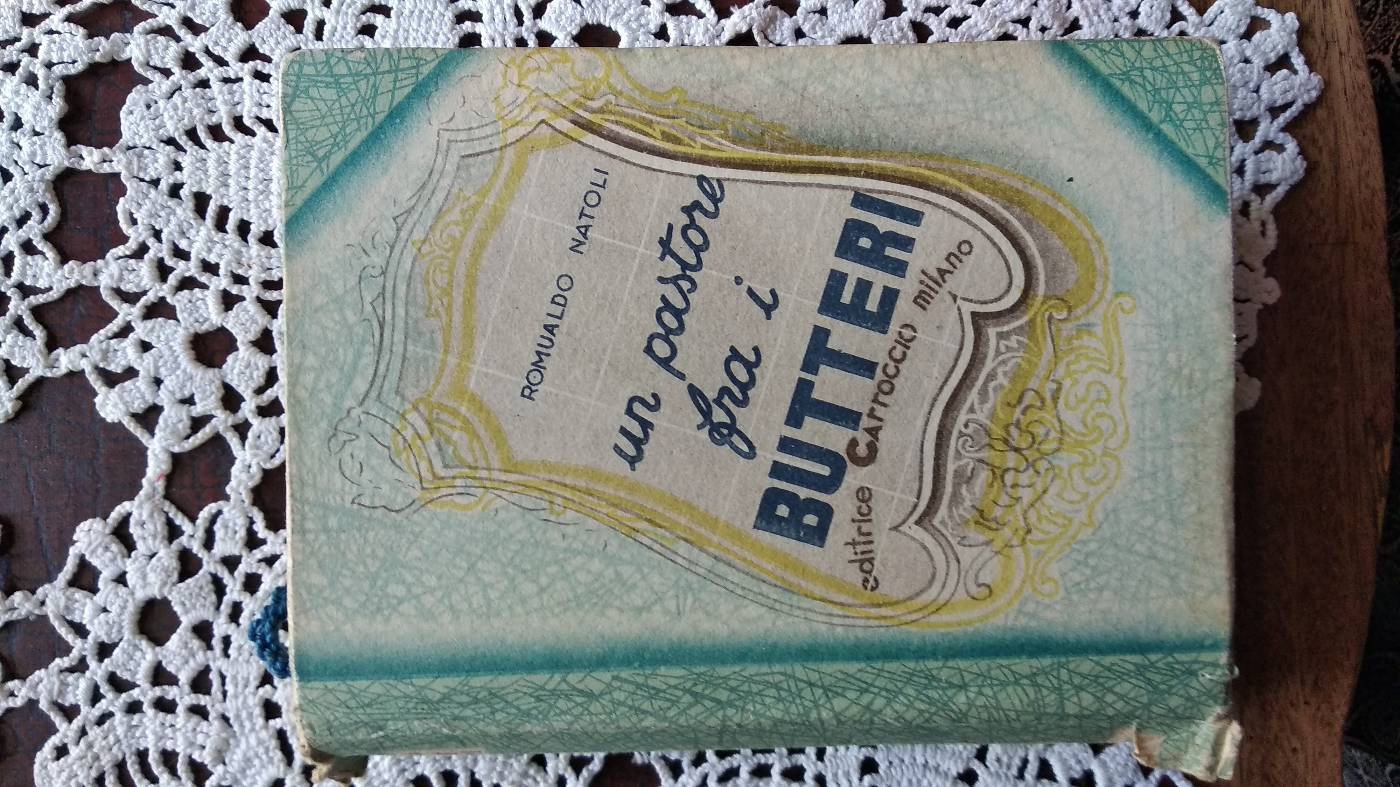 ROMUALDO NATOLI
un pastore
fra i
BUTTERI
editrice CArroccio milAno